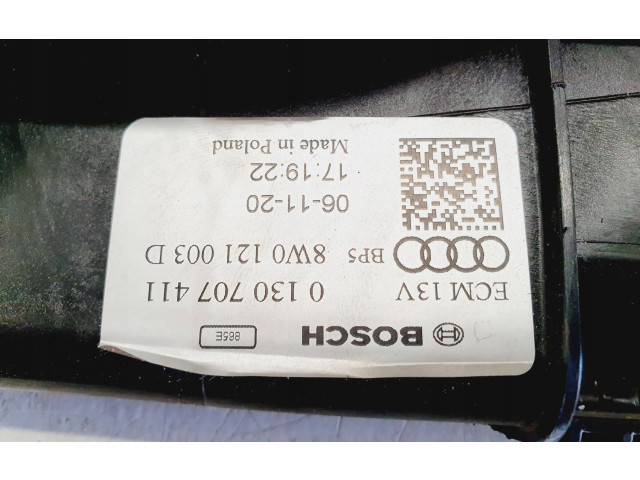 BOSCH 865E
ECM 13V 0 130 707 411
BP5 8W0 121 003 D
06-11-20
17:19:22
Made in Poland